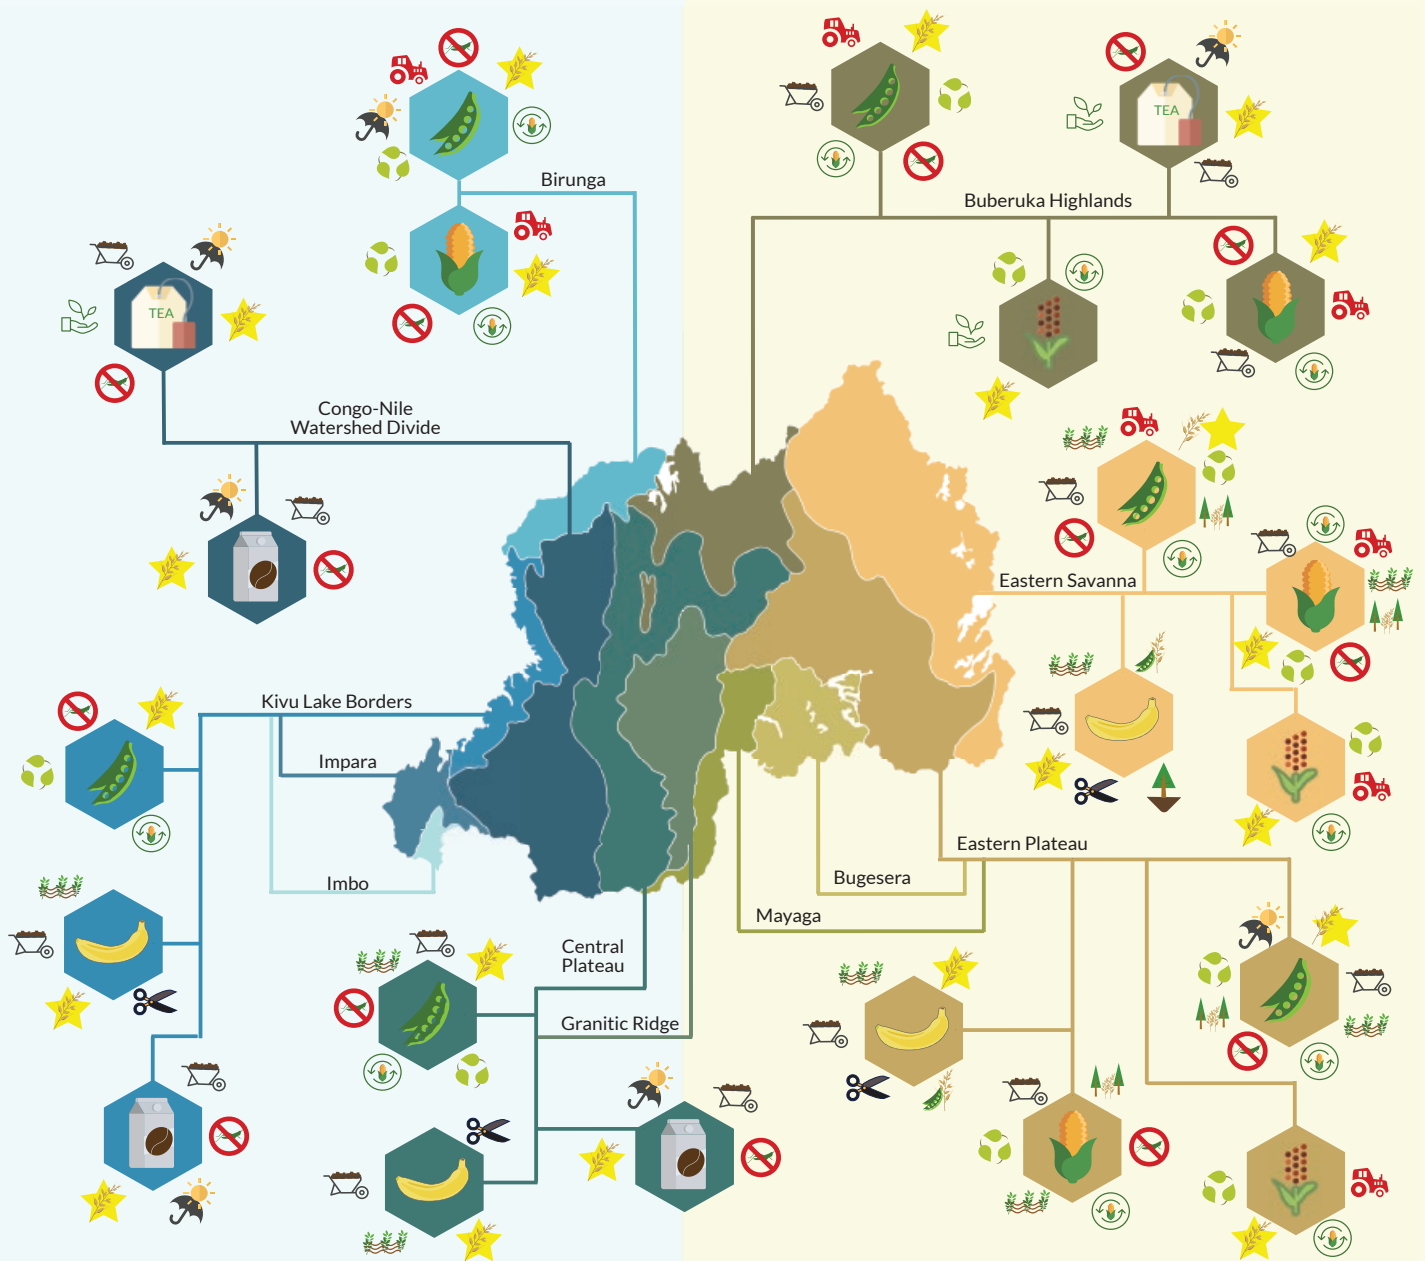 Birunga
TEA
Buberuka Highlands
TEA
Congo-Nile
Watershed Divide
Eastern Savanna
Kivu Lake Borders
Impara
Imbo
Eastern Plateau
Bugesera
Mayaga
Central
Plateau
Granitic Ridge